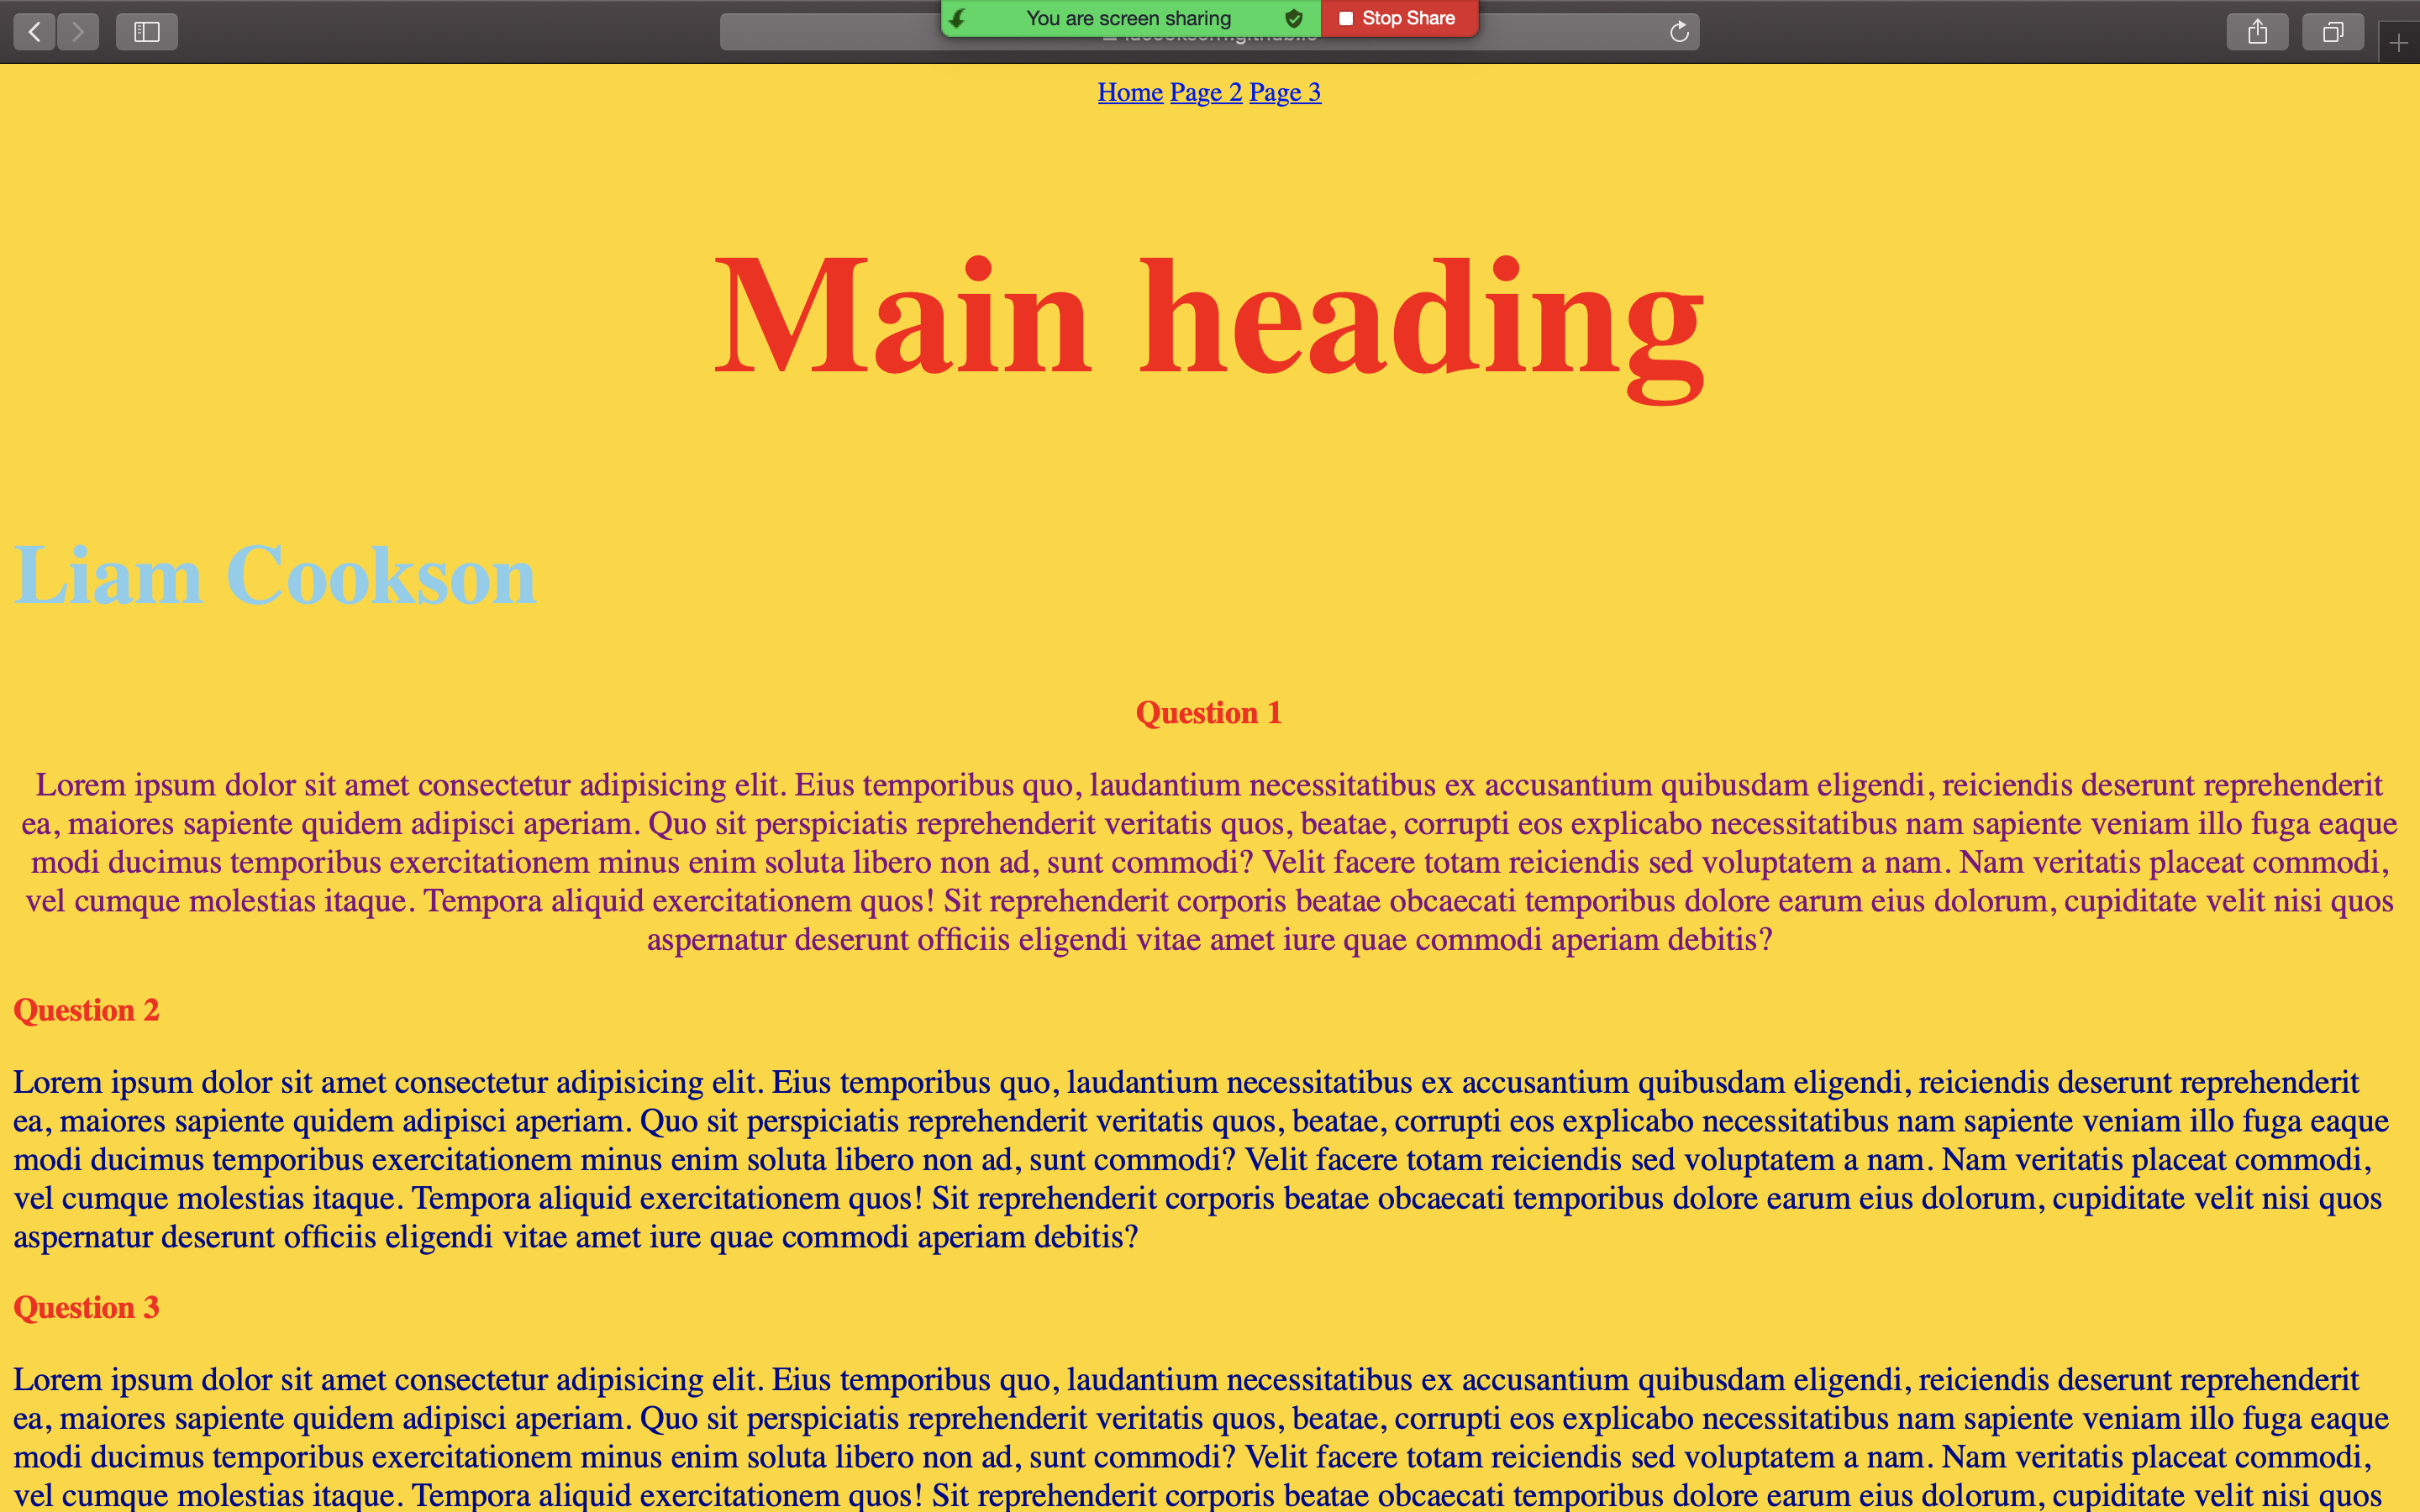 You are screen sharing
Stop Share
Home Page 2 Page 3
Main heading
Liam Cookson
Question 1
Lorem ipsum dolor sit amet consectetur adipisicing elit. Eius temporibus quo, laudantium necessitatibus ex accusantium quibusdam eligendi, reiciendis deserunt reprehenderit
ea, maiores sapiente quidem adipisci aperiam. Quo sit perspiciatis reprehenderit veritatis quos, beatae, corrupti eos explicabo necessitatibus nam sapiente veniam illo fuga eaque
modi ducimus temporibus exercitationem minus enim soluta libero non ad, sunt commodi? Velit facere totam reiciendis sed voluptatem a nam. Nam veritatis placeat commodi,
vel cumque molestias itaque. Tempora aliquid exercitationem quos! Sit reprehenderit corporis beatae obcaecati temporibus dolore earum eius dolorum, cupiditate velit nisi quos
aspernatur deserunt officiis eligendi vitae amet iure quae commodi aperiam debitis?
Question 2
Lorem ipsum dolor sit amet consectetur adipisicing elit. Eius temporibus quo, laudantium necessitatibus ex accusantium quibusdam eligendi, reiciendis deserunt reprehenderit
ea, maiores sapiente quidem adipisci aperiam. Quo sit perspiciatis reprehenderit veritatis quos, beatae, corrupti eos explicabo necessitatibus nam sapiente veniam illo fuga eaque
modi ducimus temporibus exercitationem minus enim soluta libero non ad, sunt commodi? Velit facere totam reiciendis sed voluptatem a nam. Nam veritatis placeat commodi,
vel cumque molestias itaque. Tempora aliquid exercitationem quos! Sit reprehenderit corporis beatae obcaecati temporibus dolore earum eius dolorum, cupiditate velit nisi quos
aspernatur deserunt officiis eligendi vitae amet iure quae commodi aperiam debitis?
Question 3
Lorem ipsum dolor sit amet consectetur adipisicing elit. Eius temporibus quo, laudantium necessitatibus ex accusantium quibusdam eligendi, reiciendis deserunt reprehenderit
ea, maiores sapiente quidem adipisci aperiam. Quo sit perspiciatis reprehenderit veritatis quos, beatae, corrupti eos explicabo necessitatibus nam sapiente veniam illo fuga eaque
modi ducimus temporibus exercitationem minus enim soluta libero non ad, sunt commodi? Velit facere totam reiciendis sed voluptatem a nam. Nam veritatis placeat commodi,
vel cumque molestias itaque. Tempora aliquid exercitationem quos! Sit reprehenderit corporis beatae obcaecati temporibus dolore earum eius dolorum, cupiditate velit nisi quos